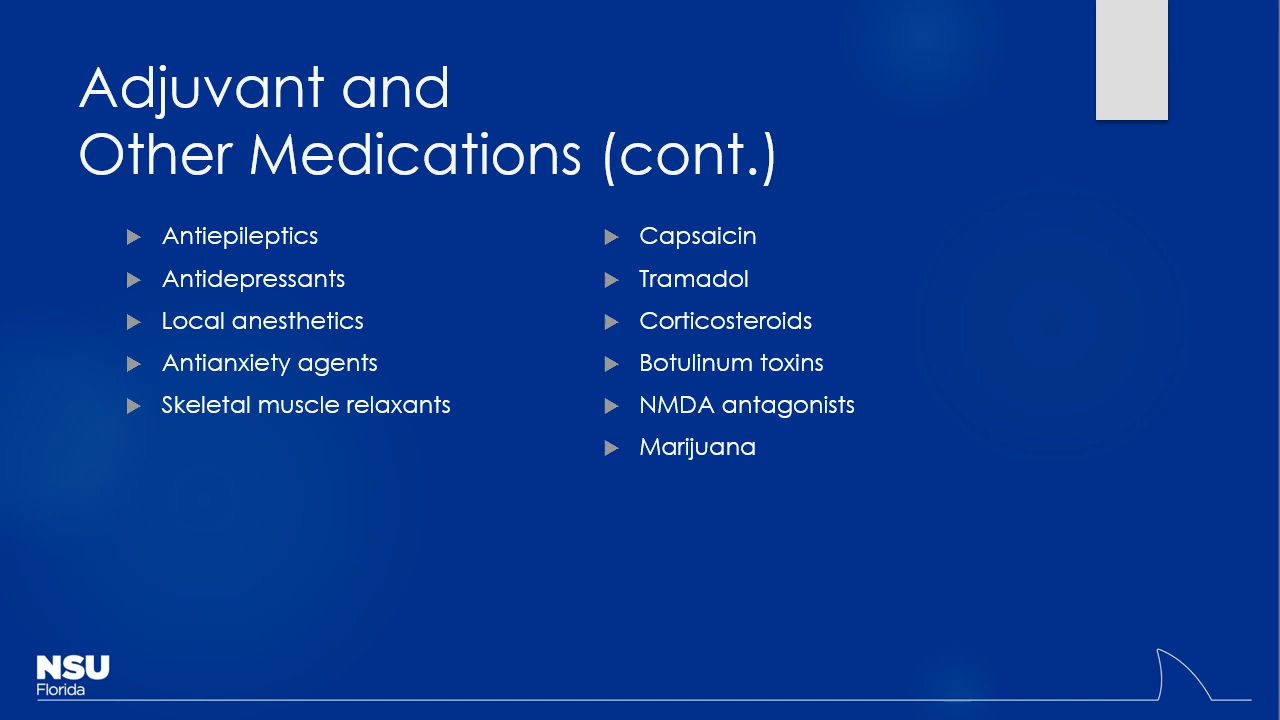 Adjuvant and
Other Medications (cont.)
Antiepileptics
Antidepressants
Local anesthetics
Antianxiety agents
Skeletal muscle relaxants
Capsaicin
Tramadol
Corticosteroids
Botulinum toxins
NMDA antagonists
Marijuana
NSU
Florida